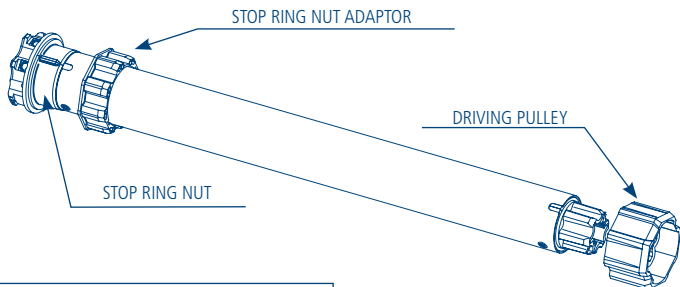 STOP RING NUT ADAPTOR
DRIVING PULLEY
STOP RING NUT